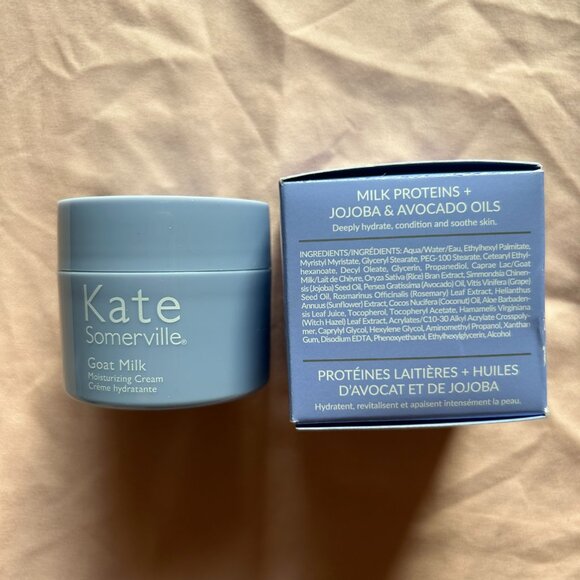 Kate
Somerville®
Goat Milk
Moisturizing Cream
Crème hydratante
MILK PROTEINS +
JOJOBA & AVOCADO OILS
Deeply hydrate, condition and soothe skin.
INGREDIENTS/INGRÉDIENTS: Aqua/Water/Eau, Ethylhexyl Palmitate,
Myristyl Myristate, Glyceryl Stearate, PEG-100 Stearate, Cetearyl Ethyl-
hexanoate, Decyl Oleate, Glycerin, Propanediol, Caprae Lac/Goat
Milk/Lait de Chèvre, Oryza Sativa (Rice) Bran Extract, Simmondsia Chinen-
sis (Jojoba) Seed Oil, Persea Gratissima (Avocado) Oil, Vitis Vinifera (Grape)
Seed Oil, Rosmarinus Officinalis (Rosemary) Leaf Extract, Helianthus
Annuus (Sunflower) Extract, Cocos Nucifera (Coconut) Oil, Aloe Barbaden-
sis Leaf Juice, Tocopherol, Tocopheryl Acetate, Hamamelis Virginiana
(Witch Hazel) Leaf Extract, Acrylates/C10-30 Alkyl Acrylate Crosspoly-
mer, Caprylyl Glycol, Hexylene Glycol, Aminomethyl Propanol, Xanthan
Gum, Disodium EDTA, Phenoxyethanol, Ethylhexylglycerin, Alcohol
PROTÉINES LAITIÈRES + HUILES
D'AVOCAT ET DE JOJOBA
Hydratent, revitalisent et apaisent intensément la peau.